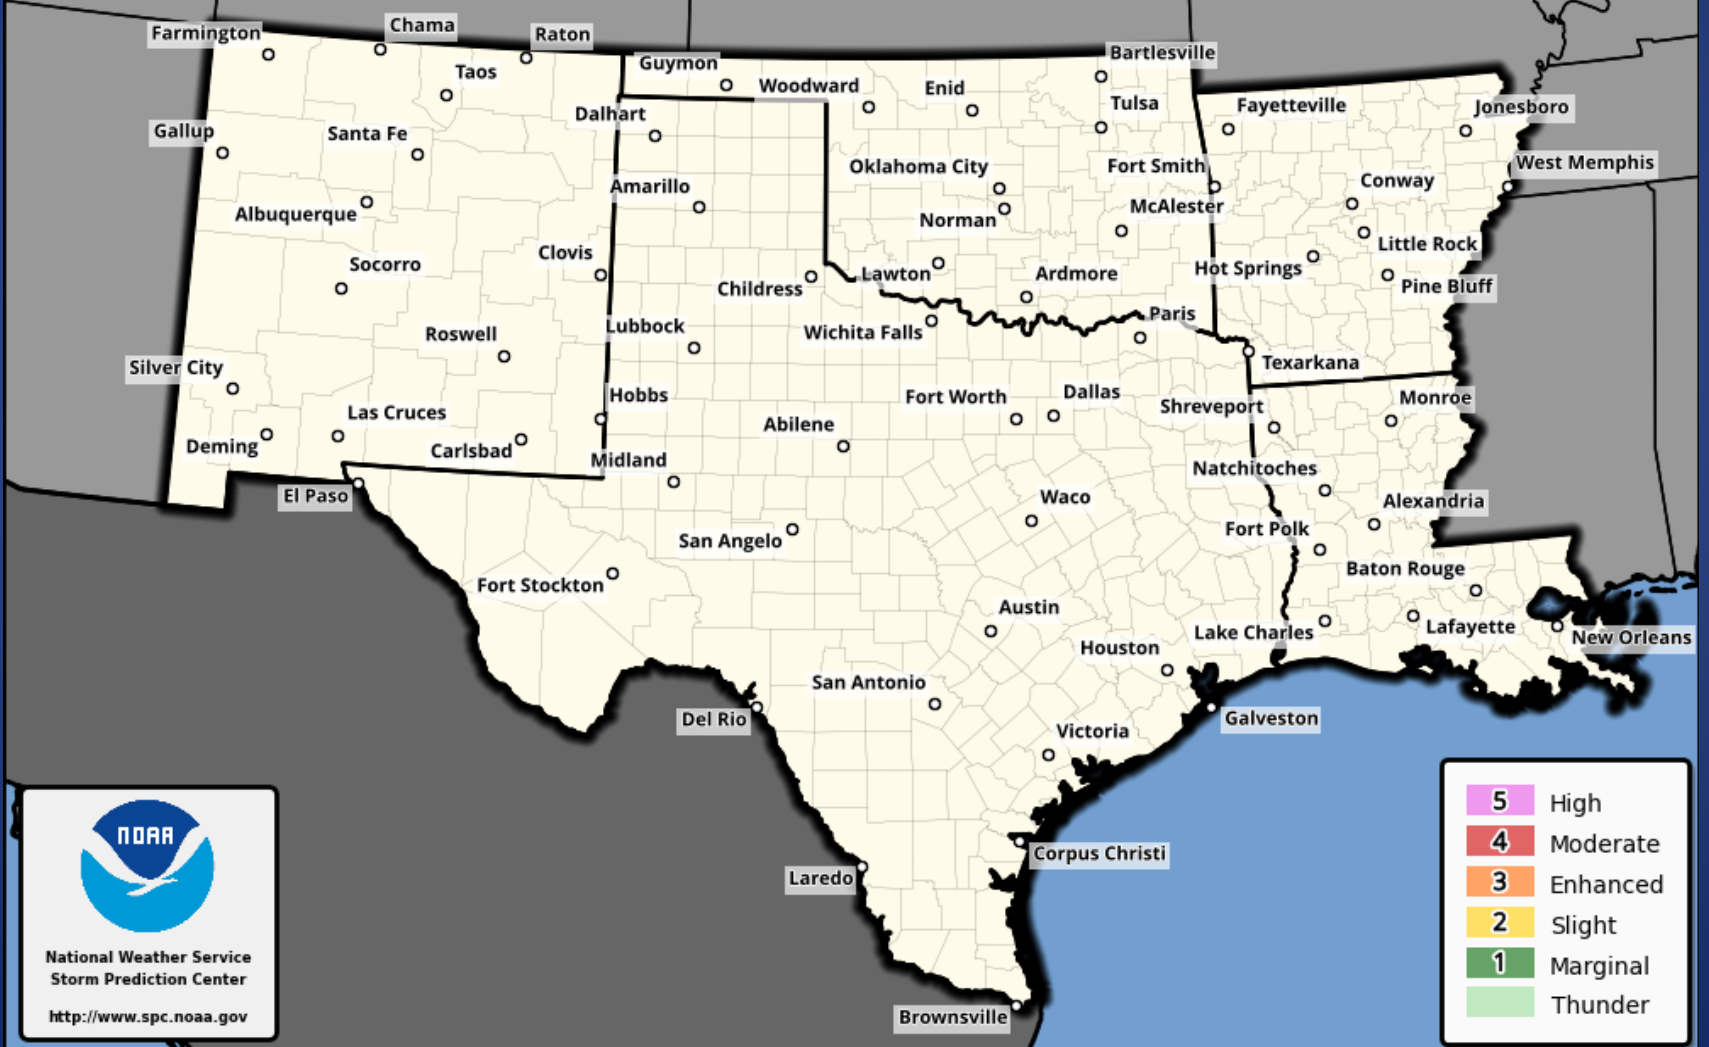 Farmington
Chama
Raton
Taos
Guymon
Woodward
Enid
Bartlesville
Tulsa
Fayetteville
Jonesboro
Gallup
Santa Fe
Dalhart
Oklahoma City
Fort Smith
West Memphis
Conway
Amarillo
Albuquerque
Norman
McAlester
Little Rock
Socorro
Clovis
Childress
Lawton
Ardmore
Hot Springs
Pine Bluff
Roswell
Lubbock
Wichita Falls
Paris
Texarkana
Silver City
Las Cruces
Hobbs
Abilene
Fort Worth
Dallas
Shreveport
Monroe
Deming
Carlsbad
Midland
Natchitoches
El Paso
Waco
Alexandria
San Angelo
Fort Polk
Fort Stockton
Baton Rouge
Austin
Lake Charles
Lafayette
New Orleans
Houston
San Antonio
Del Rio
Victoria
Galveston
Corpus Christi
Laredo
Brownsville
NOAA
National Weather Service
Storm Prediction Center
http://www.spc.noaa.gov
5 High
4 Moderate
3 Enhanced
2 Slight
1 Marginal
Thunder